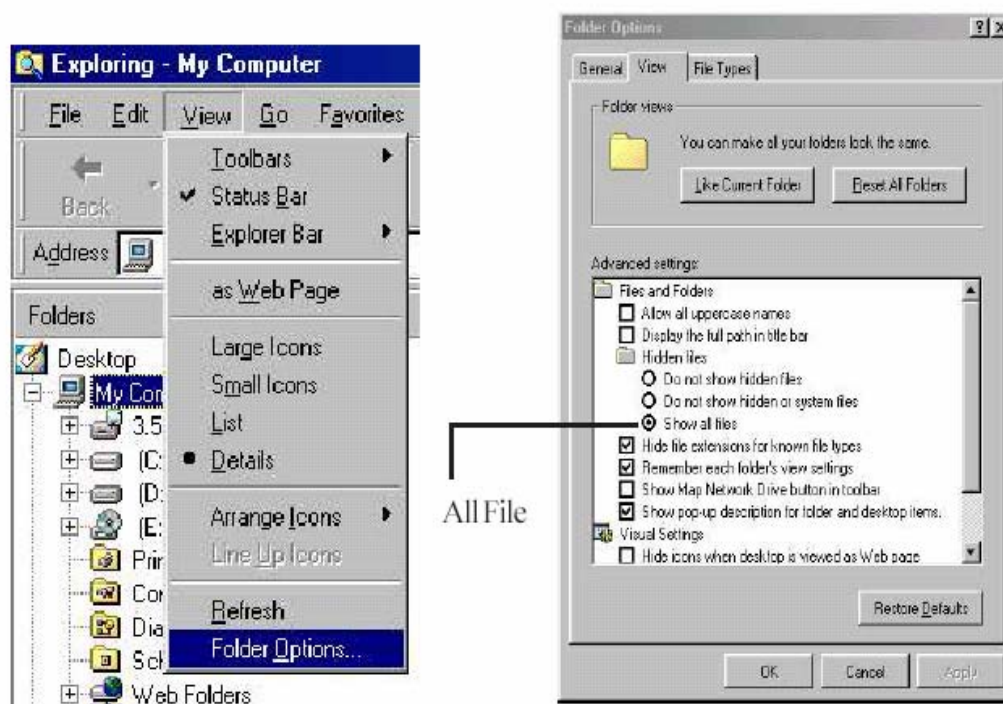 Exploring - My Computer
File Edit View Go Favorites
Toolbars
Status Bar
Explorer Bar
as Web Page
Large Icons
Small Icons
List
Details
Arrange Icons
Line Up Icons
Refresh
Folder Options...
Back
Address
Folders
Desktop
My Com
3.5
(C:
(D:
(E:
Prin
Con
Dia
Sch
Web Folders
All File
Folder Options
General View File Types
Folder views
You can make all your folders look the same.
Like Current Folder Reset All Folders
Advanced settings:
Files and Folders
Allow all uppercase names
Display the full path in title bar
Hidden files
Do not show hidden files
Do not show hidden or system files
Show all files
Hide file extensions for known file types
Remember each folder's view settings
Show Map Network Drive button in toolbar
Show pop-up description for folder and desktop items.
Visual Settings
Hide icons when desktop is viewed as Web page
Restore Defaults
OK Cancel Apply